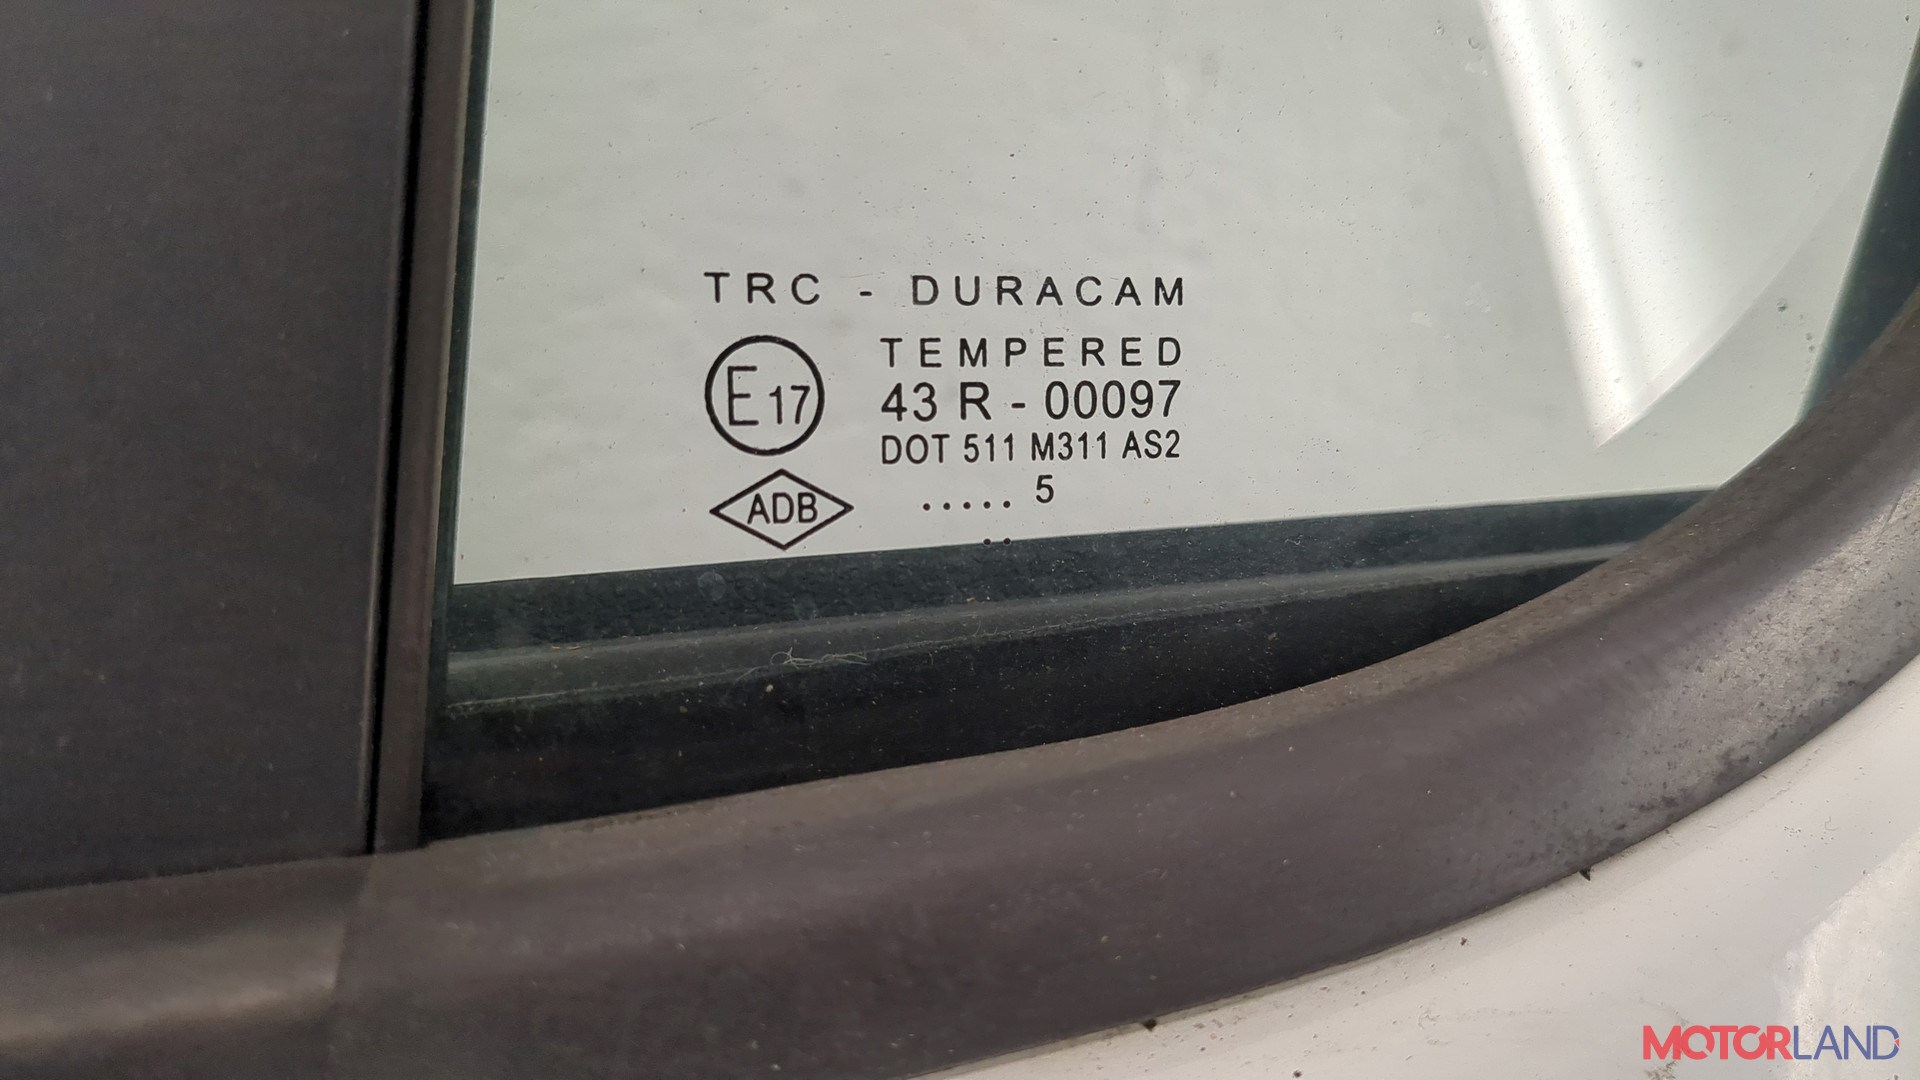 TRC - DURACAM
TEMPERED
E17
43 R - 00097
DOT 511 M311 AS2
ADB
..... 5
..
MOTORLAND